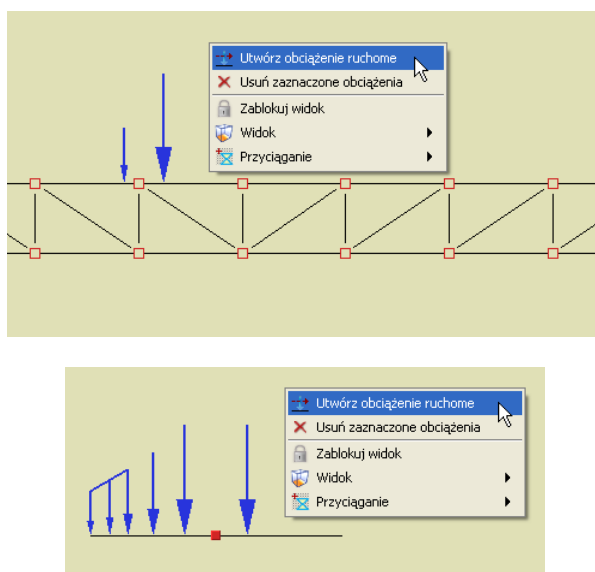 Utwórz obciążenie ruchome
Usuń zaznaczone obciążenia
Zablokuj widok
Widok
Przyciąganie
Utwórz obciążenie ruchome
Usuń zaznaczone obciążenia
Zablokuj widok
Widok
Przyciąganie